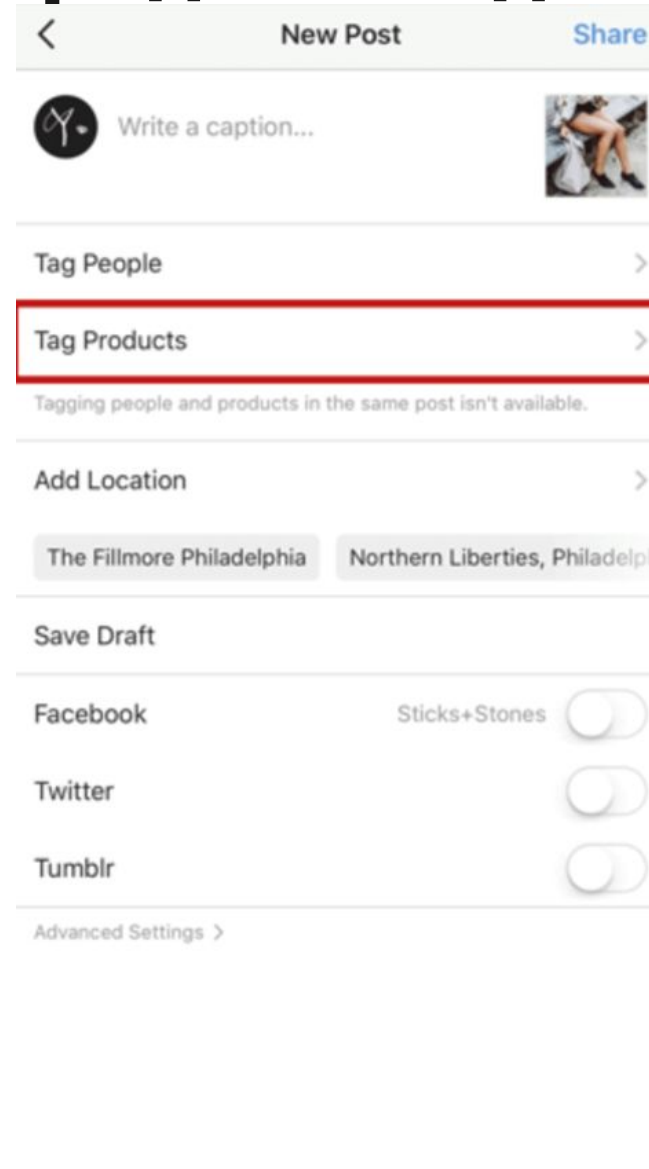 New Post
Share
Write a caption...
Tag People
Tag Products
Tagging people and products in the same post isn't available.
Add Location
The Fillmore Philadelphia
Northern Liberties,
Save Draft
Facebook
Sticks+Stones
Twitter
Tumblr
Advanced Settings